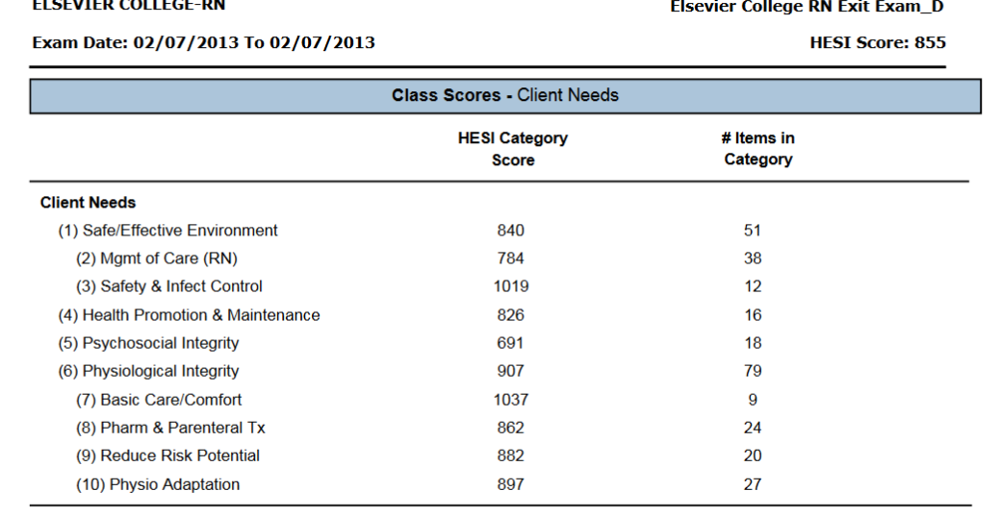 ELSEVIER COLLEGE-RN Elsevier College RN Exit Exam_D
Exam Date: 02/07/2013 To 02/07/2013 HESI Score: 855
Class Scores - Client Needs
HESI Category Score # Items in Category
Client Needs
(1) Safe/Effective Environment 840 51
(2) Mgmt of Care (RN) 784 38
(3) Safety & Infect Control 1019 12
(4) Health Promotion & Maintenance 826 16
(5) Psychosocial Integrity 691 18
(6) Physiological Integrity 907 79
(7) Basic Care/Comfort 1037 9
(8) Pharm & Parenteral Tx 862 24
(9) Reduce Risk Potential 882 20
(10) Physio Adaptation 897 27